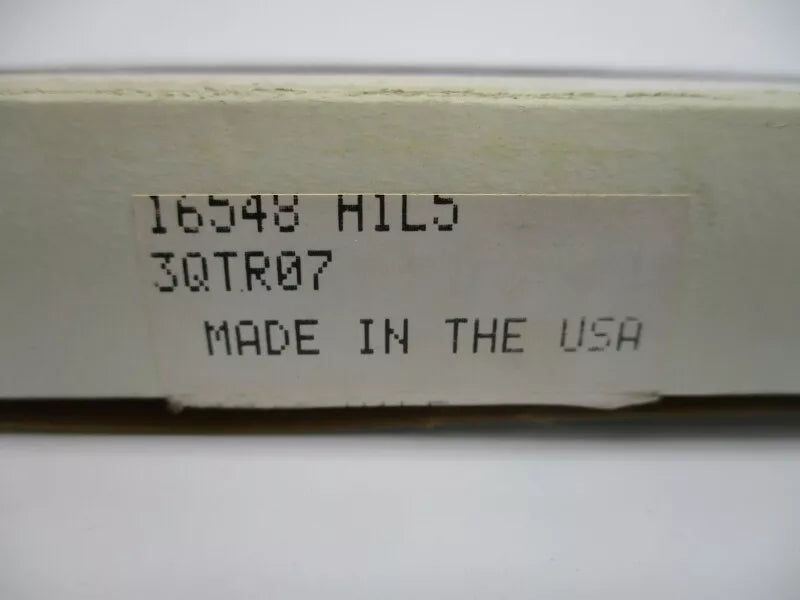 16548 H1L5
3QTR07
MADE IN THE USA